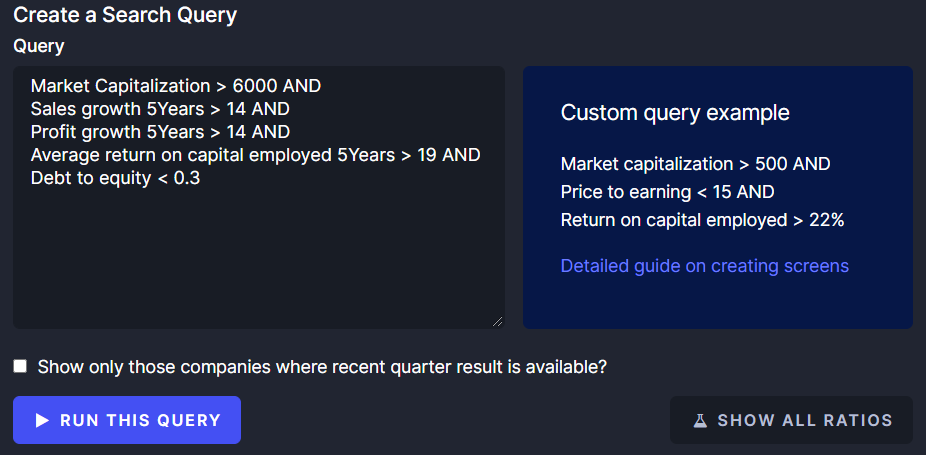 Create a Search Query
Query
Market Capitalization > 6000 AND
Sales growth 5Years > 14 AND
Profit growth 5Years > 14 AND
Average return on capital employed 5Years > 19 AND
Debt to equity < 0.3
Custom query example
Market capitalization > 500 AND
Price to earning < 15 AND
Return on capital employed > 22%
Detailed guide on creating screens
Show only those companies where recent quarter result is available?
RUN THIS QUERY
SHOW ALL RATIOS